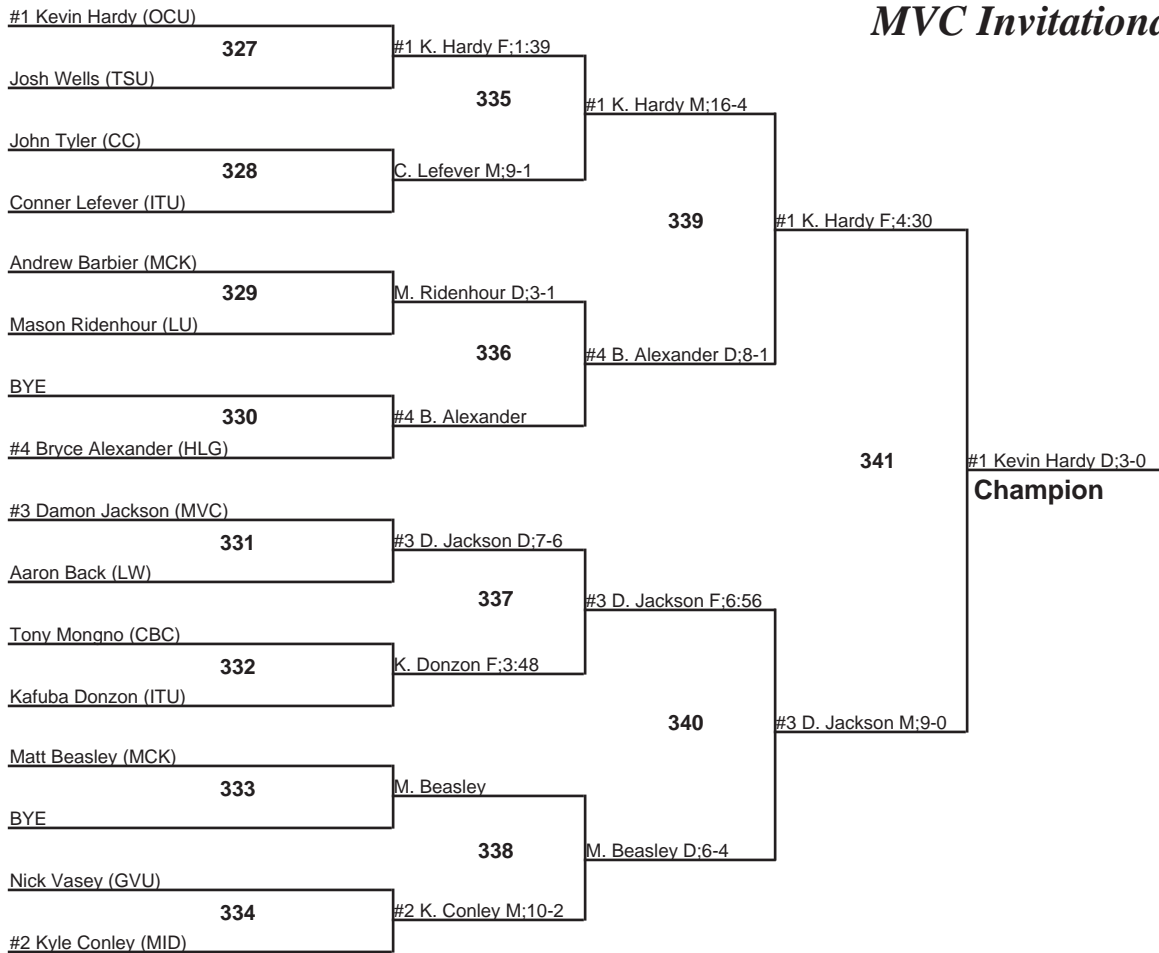 MVC Invitationa
#1 Kevin Hardy (OCU)
327
Josh Wells (TSU)
#1 K. Hardy F;1:39
335
John Tyler (CC)
328
Conner Lefever (ITU)
C. Lefever M;9-1
#1 K. Hardy M;16-4
339
Andrew Barbier (MCK)
329
Mason Ridenhour (LU)
M. Ridenhour D;3-1
336
BYE
330
#4 Bryce Alexander (HLG)
#4 B. Alexander
#4 B. Alexander D;8-1
#1 K. Hardy F;4:30
341
#3 Damon Jackson (MVC)
331
Aaron Back (LW)
#3 D. Jackson D;7-6
337
Tony Mongno (CBC)
332
Kafuba Donzon (ITU)
K. Donzon F;3:48
#3 D. Jackson F;6:56
340
Matt Beasley (MCK)
333
BYE
M. Beasley
338
Nick Vasey (GVU)
334
#2 Kyle Conley (MID)
#2 K. Conley M;10-2
M. Beasley D;6-4
#3 D. Jackson M;9-0
#1 Kevin Hardy D;3-0
Champion